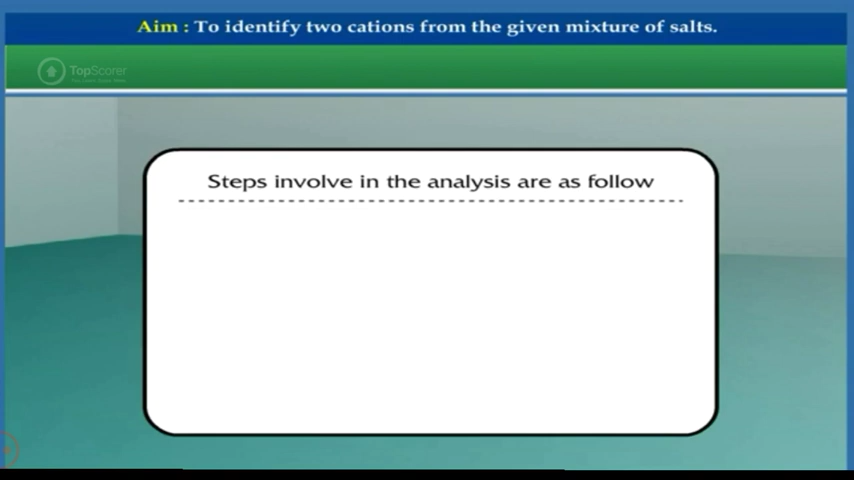 Aim : To identify two cations from the given mixture of salts.
TopScorer
Steps involve in the analysis are as follow